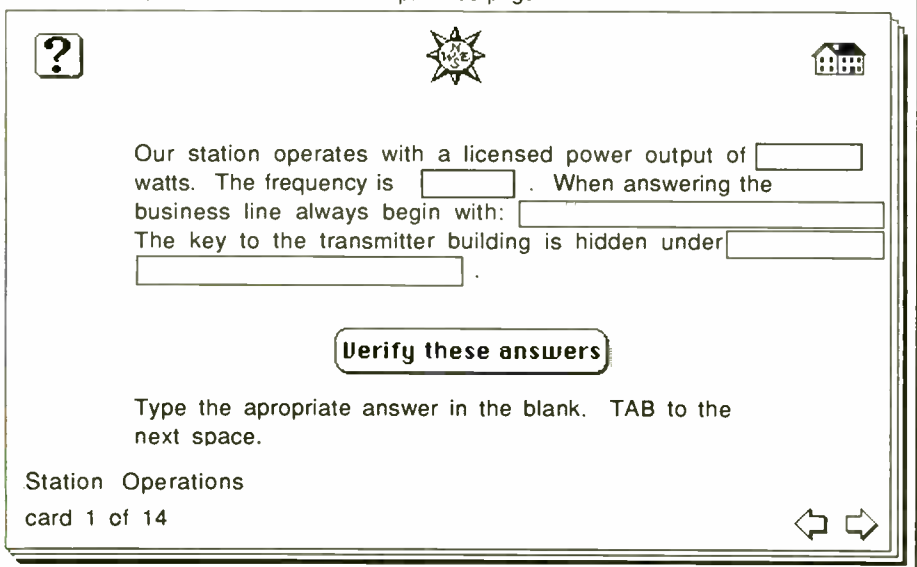 ?
N
W E
S
Our station operates with a licensed power output of
watts. The frequency is . When answering the
business line always begin with:
The key to the transmitter building is hidden under
.
Verify these answers
Type the apropriate answer in the blank. TAB to the
next space.
Station Operations
card 1 of 14